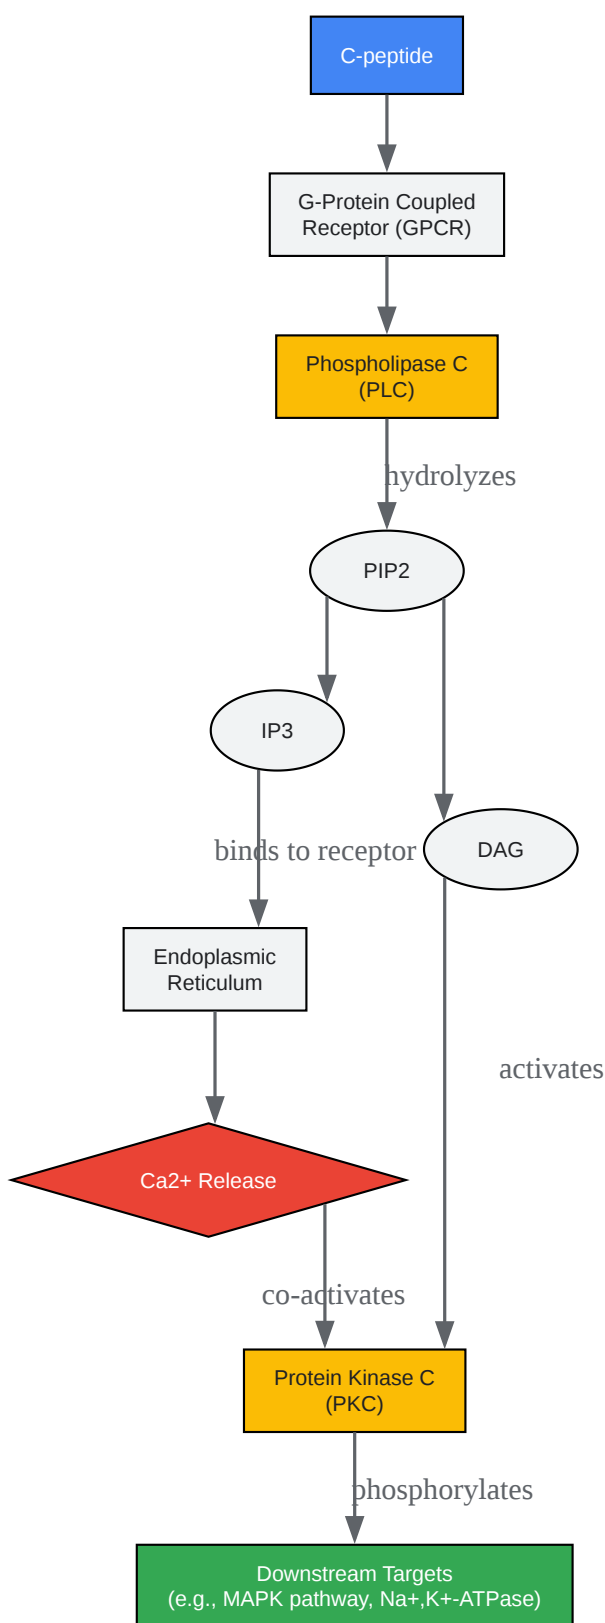 C-peptide
G-Protein Coupled
Receptor (GPCR)
Phospholipase C
(PLC)
hydrolyzes
PIP2
IP3
binds to receptor
DAG
Endoplasmic
Reticulum
activates
Ca2+ Release
co-activates
Protein Kinase C
(PKC)
phosphorylates
Downstream Targets
(e.g., MAPK pathway, Na+,K+-ATPase)